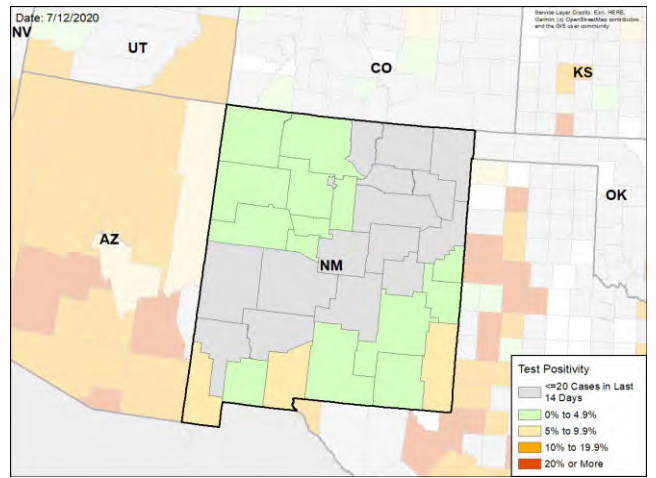 Date: 7/12/2020
Service Layer Credits: Esri, HERE,
Garmin, (c) OpenStreetMap contributors,
and the GIS user community
NV
UT
CO
KS
OK
AZ
NM
Test Positivity
<=20 Cases in Last
14 Days
0% to 4.9%
5% to 9.9%
10% to 19.9%
20% or More